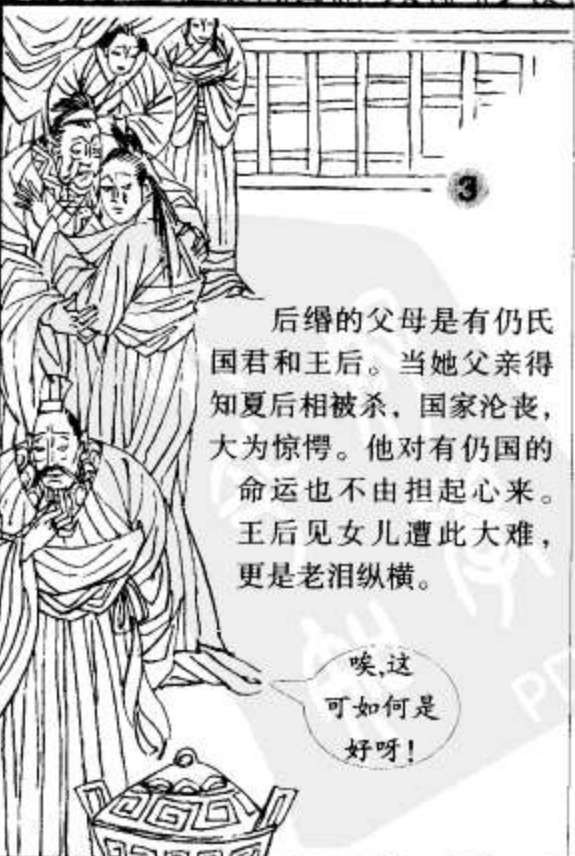 3
后缗的父母是有仍氏
国君和王后。当她父亲得
知夏后相被杀，国家沦丧，
大为惊愕。他对有仍国的
命运也不由担起心来。
王后见女儿遭此大难，
更是老泪纵横。
唉，这
可如何是
好呀！